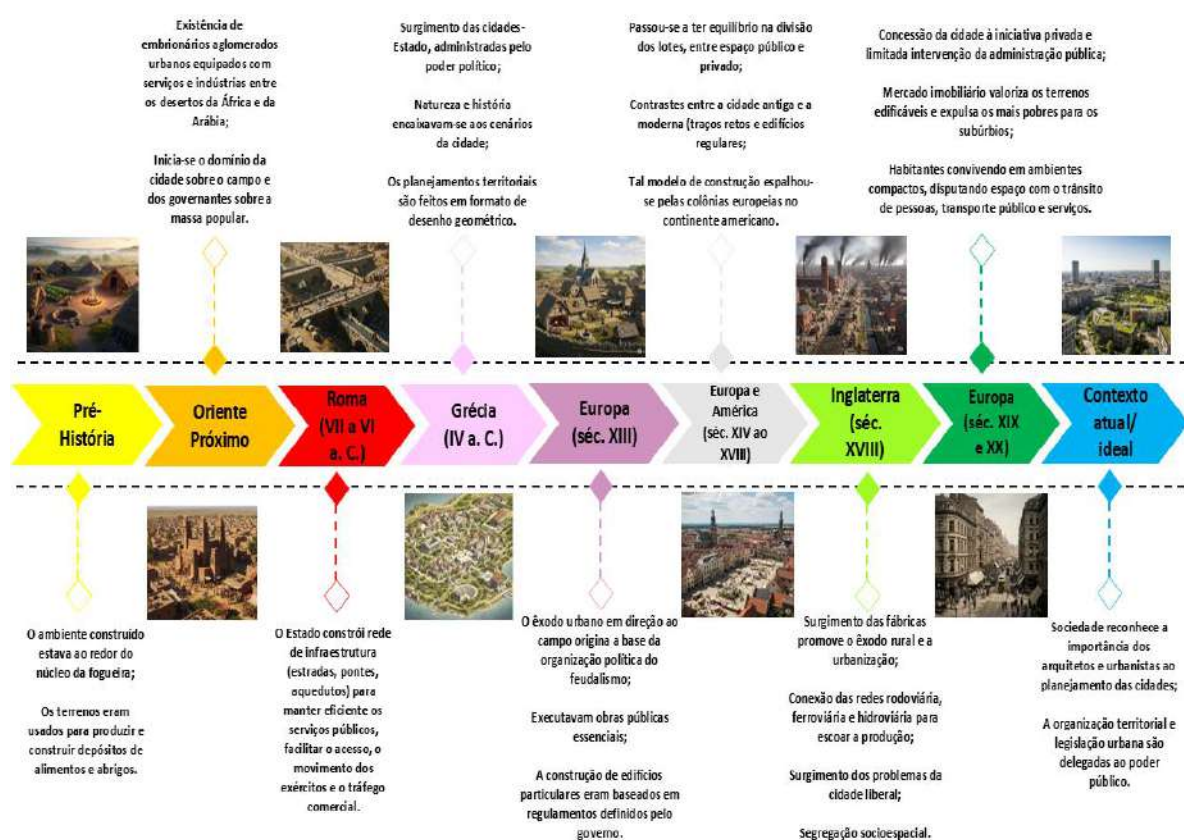 Existência de
embrionários aglomerados
urbanos equipados com
serviços e indústrias entre
os desertos da África e da
Arábia;
Inicia-se o domínio da
cidade sobre o campo e
dos governantes sobre a
massa popular.
Surgimento das cidades-
Estado, administradas pelo
poder político;
Natureza e história
encaixavam-se aos cenários
da cidade;
Os planejamentos territoriais
são feitos em formato de
desenho geométrico.
Passou-se a ter equilíbrio na divisão
dos lotes, entre espaço público e
privado;
Contrastes entre a cidade antiga e a
moderna (traços retos e edifícios
regulares;
Tal modelo de construção espalhou-
se pelas colônias europeias no
continente americano.
Concessão da cidade à iniciativa privada e
limitada intervenção da administração pública;
Mercado imobiliário valoriza os terrenos
edificáveis e expulsa os mais pobres para os
subúrbios;
Habitantes convivendo em ambientes
compactos, disputando espaço com o trânsito
de pessoas, transporte público e serviços.
Pré-
História
Oriente
Próximo
Roma
(VII a VI
a. C.)
Grécia
(IV a. C.)
Europa
(séc. XIII)
Europa e
América
(séc. XIV ao
XVIII)
Inglaterra
(séc.
XVIII)
Europa
(séc. XIX
e XX)
Contexto
atual/
ideal
O ambiente construído
estava ao redor do
núcleo da fogueira;
Os terrenos eram
usados para produzir e
construir depósitos de
alimentos e abrigos.
O Estado constrói rede
de infraestrutura
(estradas, pontes,
aquedutos) para
manter eficiente os
serviços públicos,
facilitar o acesso, o
movimento dos
exércitos e o tráfego
comercial.
O êxodo urbano em direção ao
campo origina a base da
organização política do
feudalismo;
Executavam obras públicas
essenciais;
A construção de edifícios
particulares eram baseados em
regulamentos definidos pelo
governo.
Surgimento das fábricas
promove o êxodo rural e a
urbanização;
Conexão das redes rodoviária,
ferroviária e hidroviária para
escoar a produção;
Surgimento dos problemas da
cidade liberal;
Segregação socioespacial.
Sociedade reconhece a
importância dos
arquitetos e urbanistas ao
planejamento das cidades;
A organização territorial e
legislação urbana são
delegadas ao poder
público.